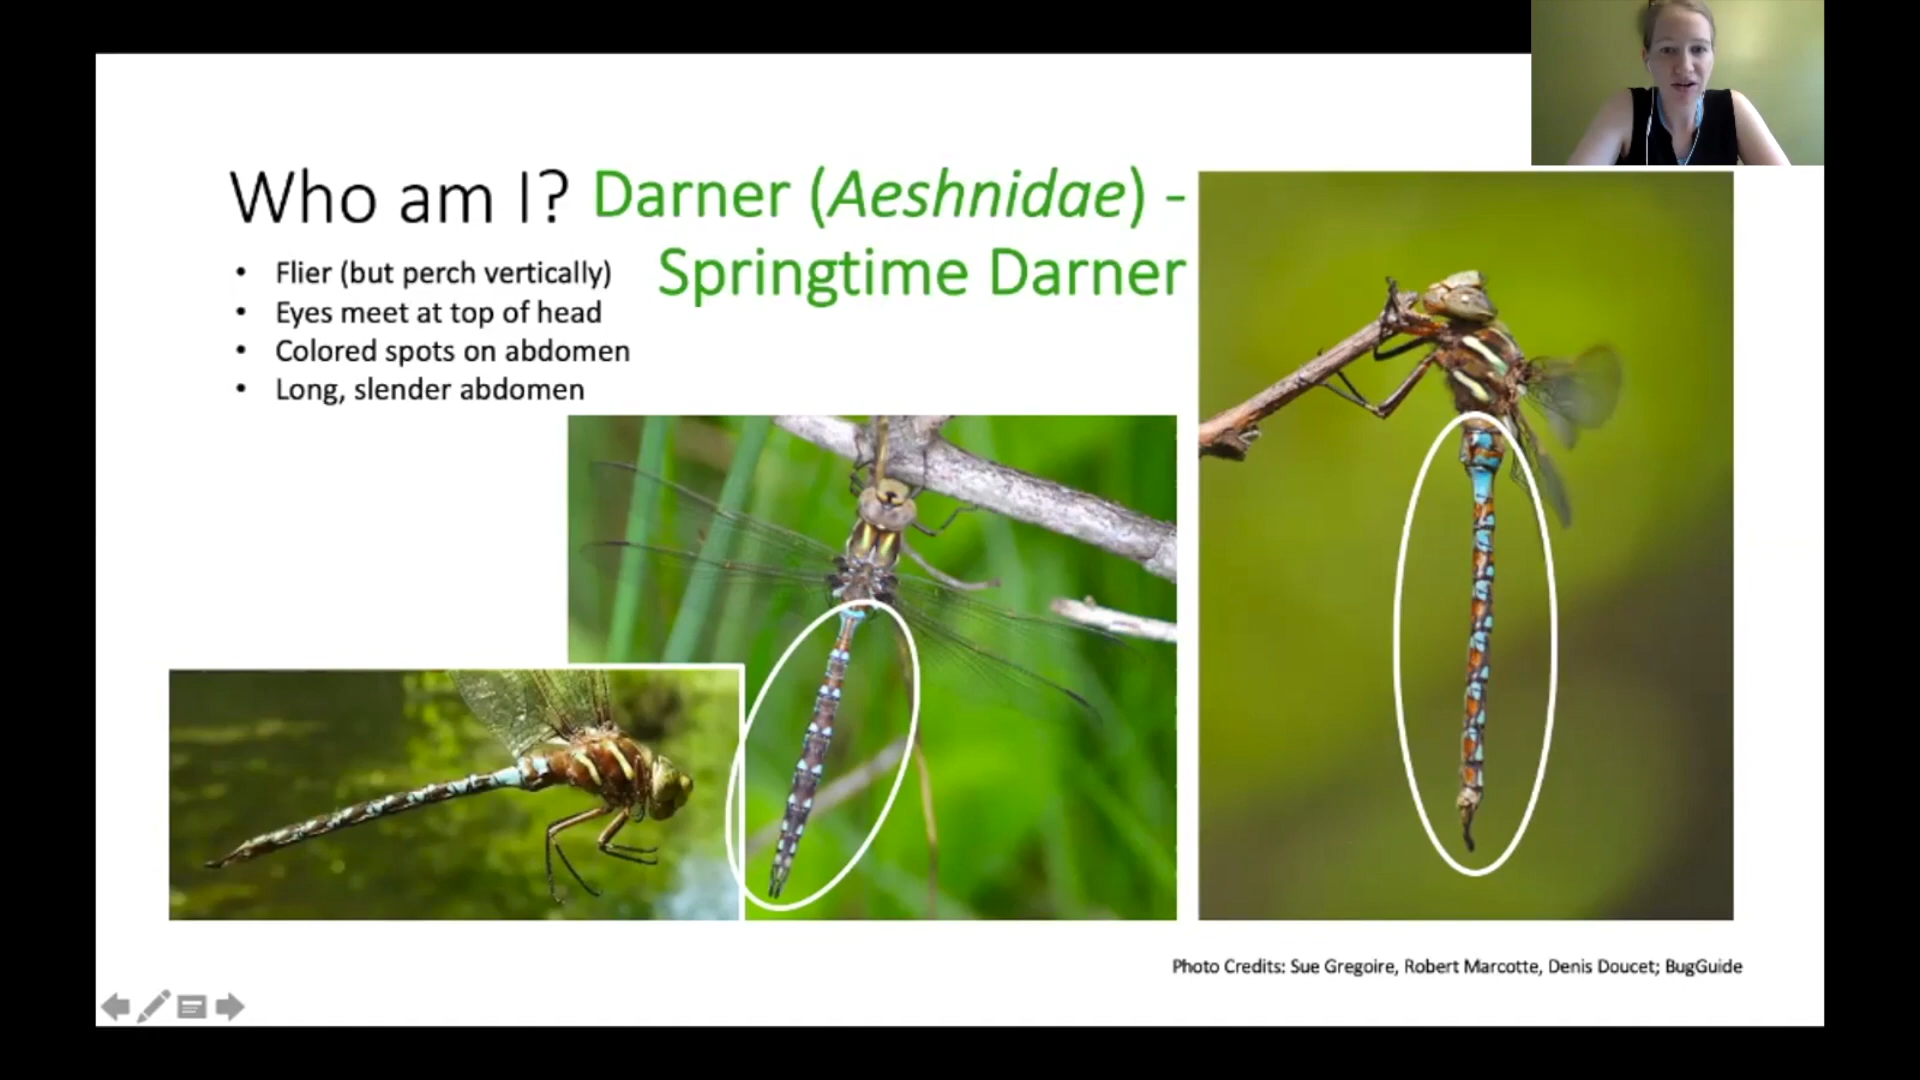 Who am I? Darner (Aeshnidae) -
Springtime Darner
• Flier (but perch vertically)
• Eyes meet at top of head
• Colored spots on abdomen
• Long, slender abdomen
Photo Credits: Sue Gregoire, Robert Marcotte, Denis Doucet; BugGuide